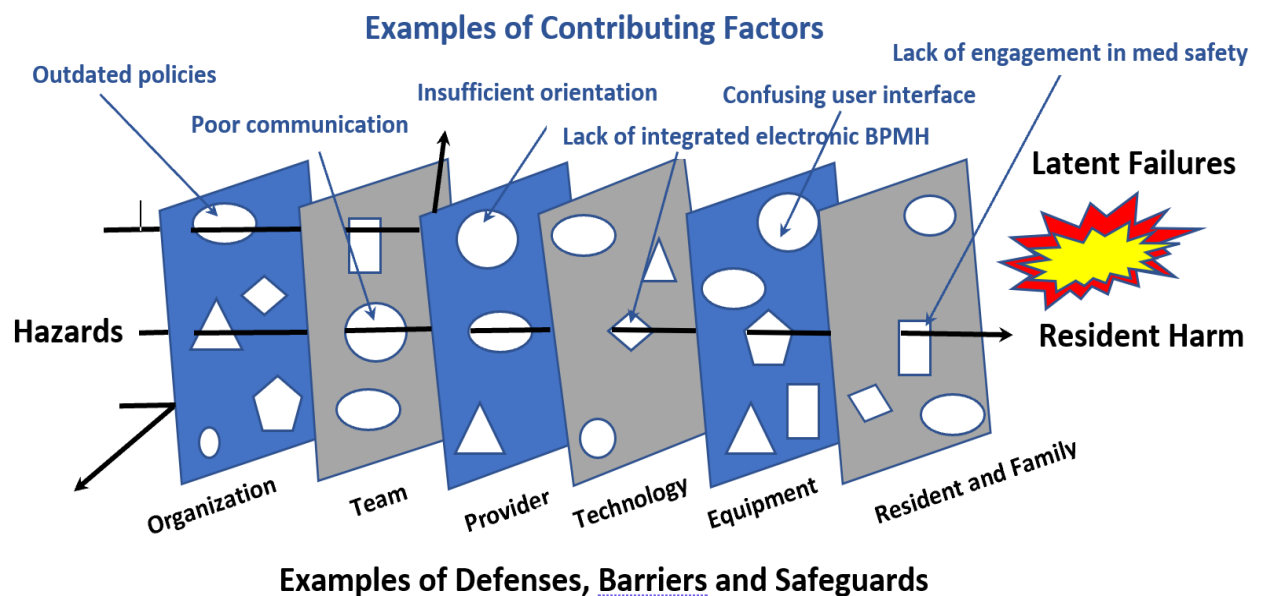 Examples of Contributing Factors
Lack of engagement in med safety
Outdated policies
Insufficient orientation
Confusing user interface
Poor communication
Lack of integrated electronic BPMH
Latent Failures
Hazards
Resident Harm
Organization
Team
Provider
Technology
Equipment
Resident and Family
Examples of Defenses, Barriers and Safeguards